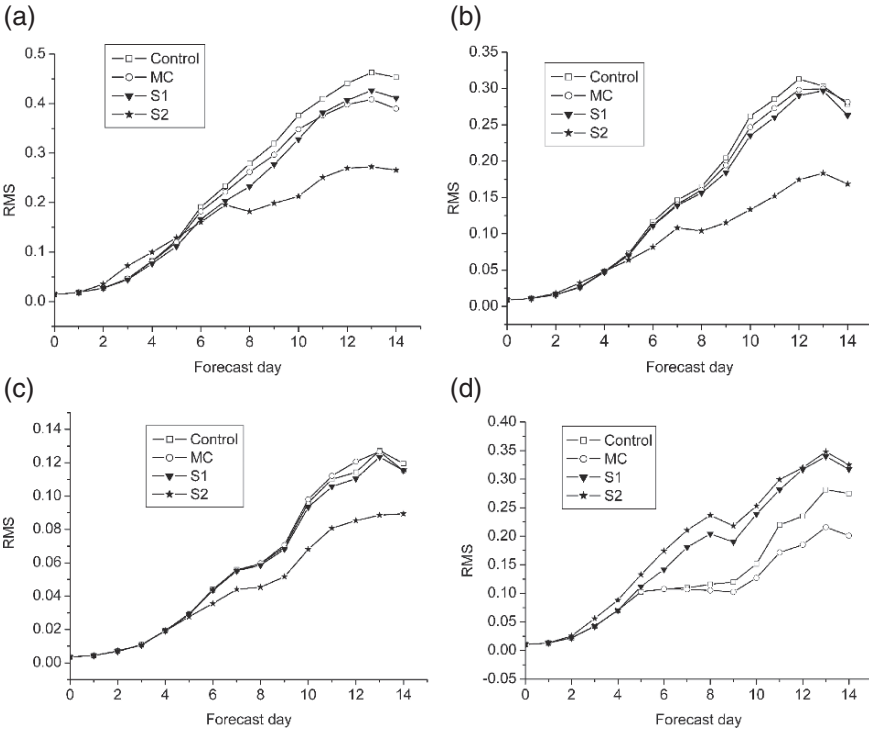 (a)
RMS
0.5
0.4
0.3
0.2
0.1
0.0
Control
MC
S1
S2
0 2 4 6 8 10 12 14
Forecast day
(b)
RMS
0.35
0.30
0.25
0.20
0.15
0.10
0.05
0.00
Control
MC
S1
S2
0 2 4 6 8 10 12 14
Forecast day
(c)
RMS
0.14
0.12
0.10
0.08
0.06
0.04
0.02
0.00
Control
MC
S1
S2
0 2 4 6 8 10 12 14
Forecast day
(d)
RMS
0.40
0.35
0.30
0.25
0.20
0.15
0.10
0.05
0.00
-0.05
Control
MC
S1
S2
0 2 4 6 8 10 12 14
Forecast day